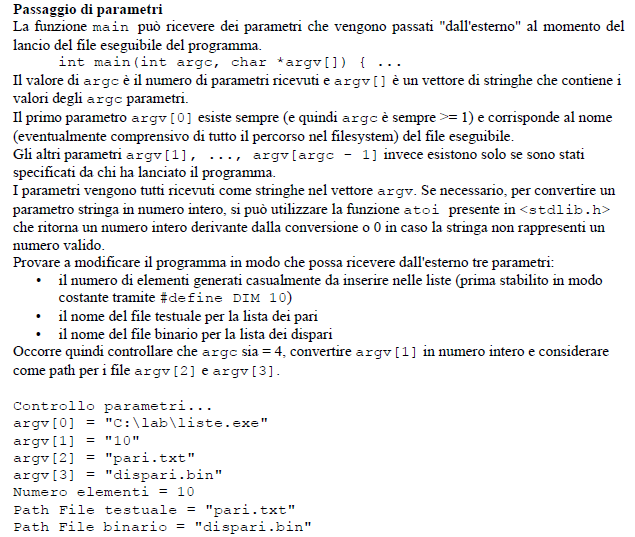 Passaggio di parametri
La funzione main può ricevere dei parametri che vengono passati "dall'esterno" al momento del
lancio del file eseguibile del programma.
int main(int argc, char *argv[]) { ...
Il valore di argc è il numero di parametri ricevuti e argv[] è un vettore di stringhe che contiene i
valori degli argc parametri.
Il primo parametro argv[0] esiste sempre (e quindi argc è sempre >= 1) e corrisponde al nome
(eventualmente comprensivo di tutto il percorso nel filesystem) del file eseguibile.
Gli altri parametri argv[1], ..., argv[argc - 1] invece esistono solo se sono stati
specificati da chi ha lanciato il programma.
I parametri vengono tutti ricevuti come stringhe nel vettore argv. Se necessario, per convertire un
parametro stringa in numero intero, si può utilizzare la funzione atoi presente in <stdlib.h>
che ritorna un numero intero derivante dalla conversione o 0 in caso la stringa non rappresenti un
numero valido.
Provare a modificare il programma in modo che possa ricevere dall'esterno tre parametri:
• il numero di elementi generati casualmente da inserire nelle liste (prima stabilito in modo
costante tramite #define DIM 10)
• il nome del file testuale per la lista dei pari
• il nome del file binario per la lista dei dispari
Occorre quindi controllare che argc sia = 4, convertire argv[1] in numero intero e considerare
come path per i file argv[2] e argv[3].
Controllo parametri...
argv[0] = "C:\lab\liste.exe"
argv[1] = "10"
argv[2] = "pari.txt"
argv[3] = "dispari.bin"
Numero elementi = 10
Path File testuale = "pari.txt"
Path File binario = "dispari.bin"